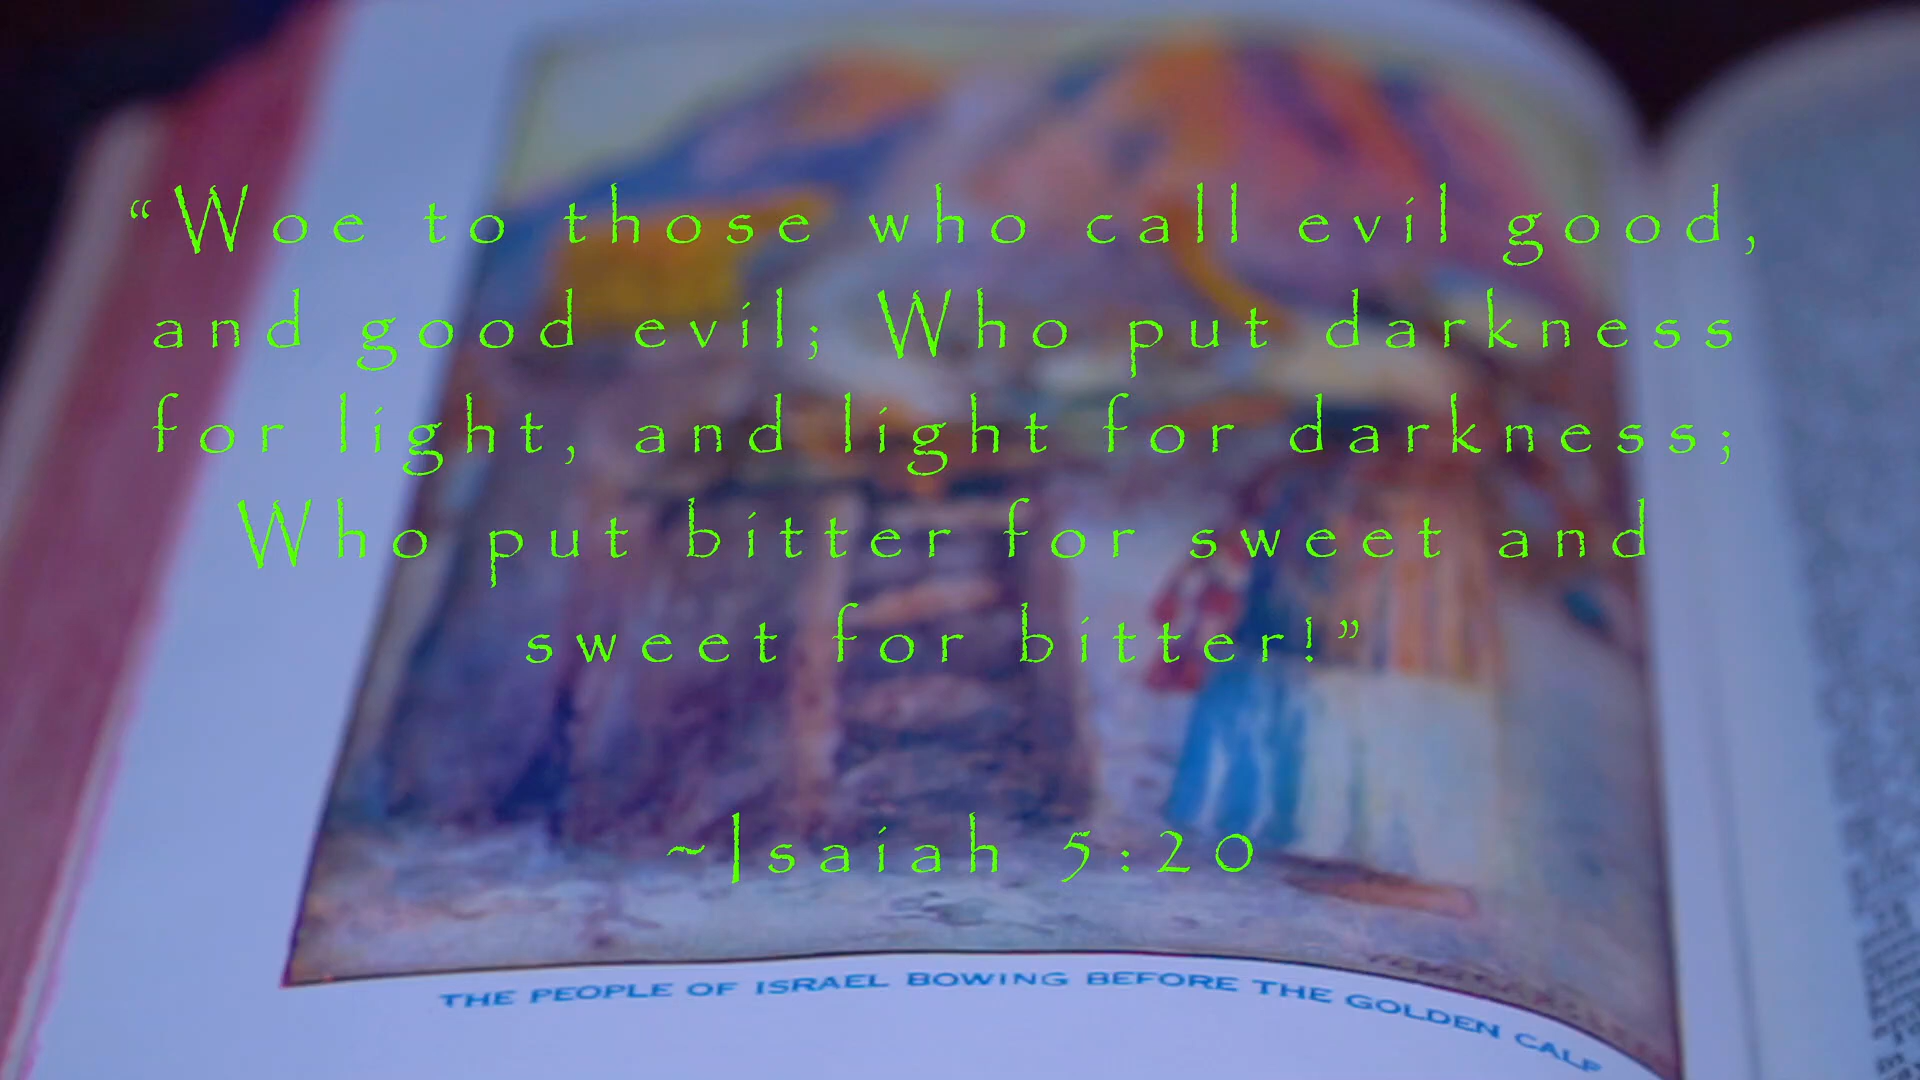 “Woe to those who call evil good,
and good evil; Who put darkness
for light, and light for darkness;
Who put bitter for sweet and
sweet for bitter!”
~Isaiah 5:20
THE PEOPLE OF ISRAEL BOWING BEFORE THE GOLDEN CALF